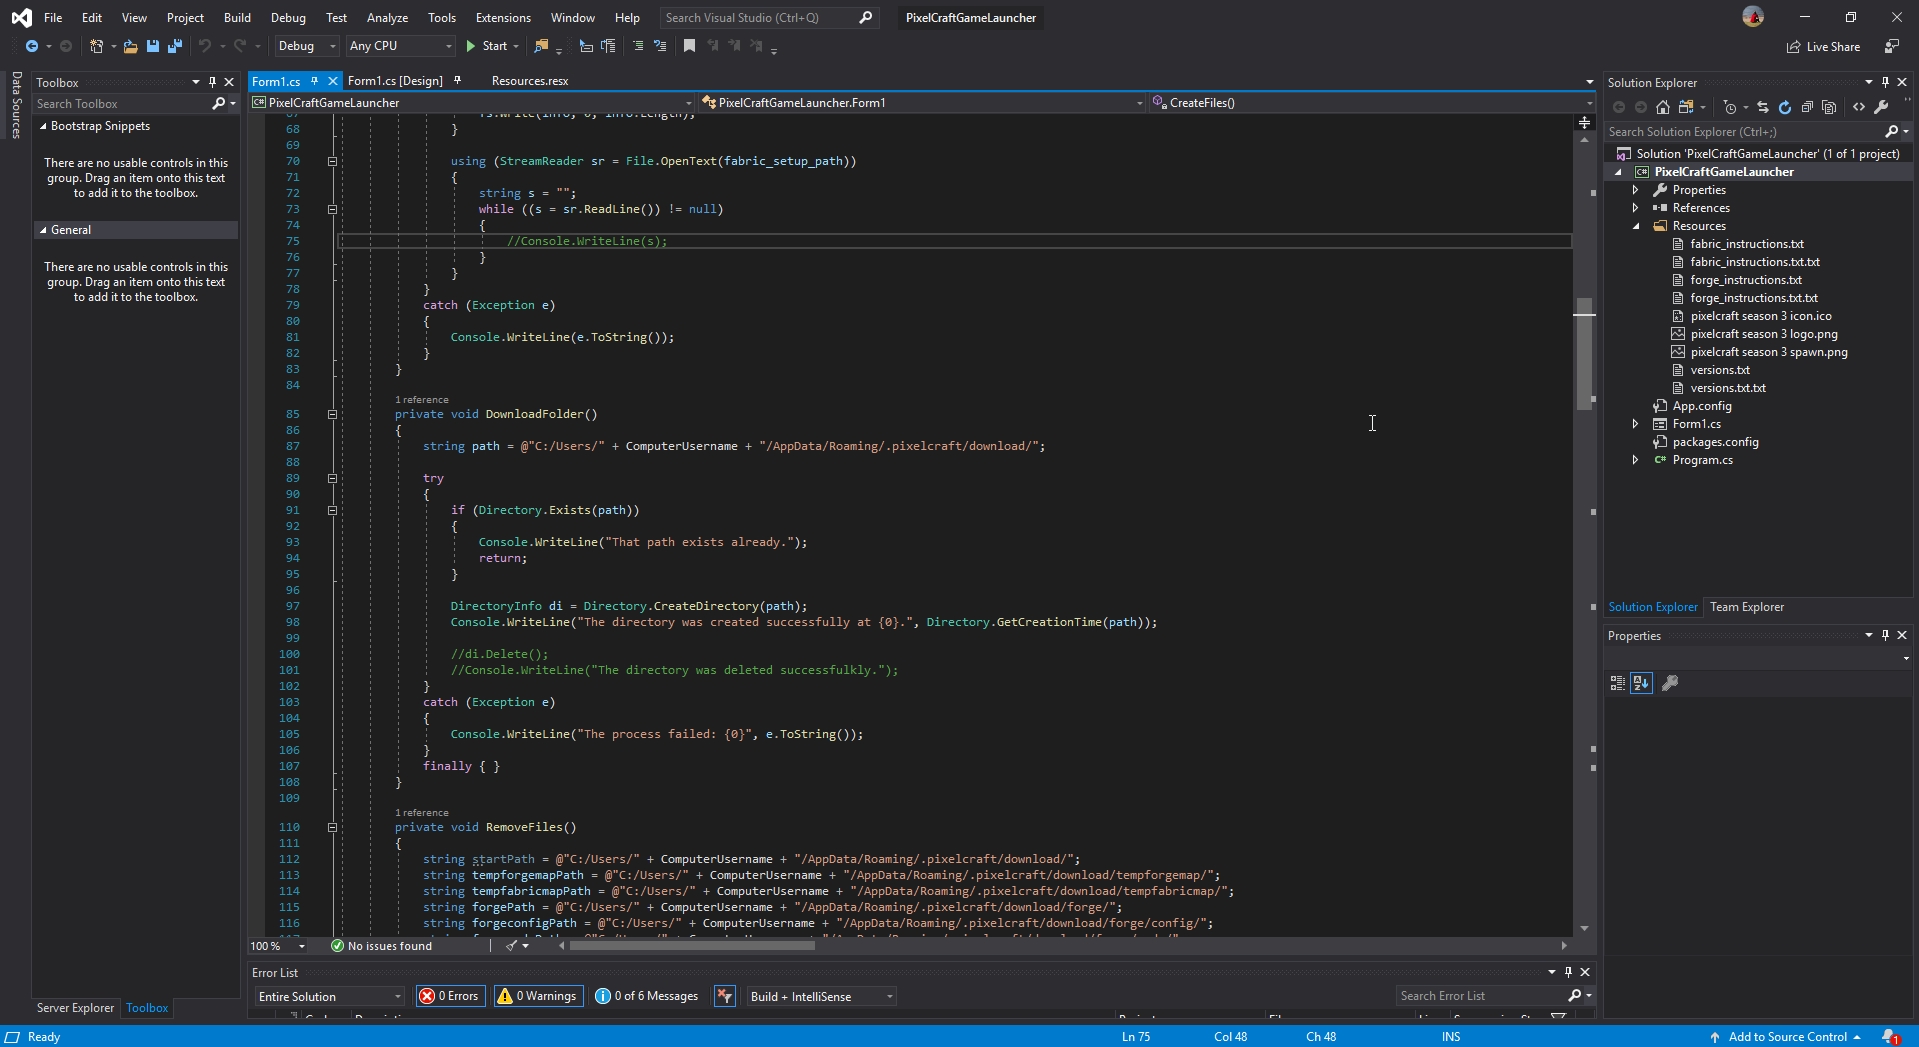 File Edit View Project Build Debug Test Analyze Tools Extensions Window Help Search Visual Studio (Ctrl+Q) PixelCraftGameLauncher
Debug Any CPU Start Live Share
Data Sources
Toolbox
Search Toolbox
Bootstrap Snippets
There are no usable controls in this
group. Drag an item onto this text
to add it to the toolbox.
General
There are no usable controls in this
group. Drag an item onto this text
to add it to the toolbox.
Server Explorer Toolbox
Form1.cs Form1.cs [Design] Resources.resx
PixelCraftGameLauncher PixelCraftGameLauncher.Form1 CreateFiles()
68 }
69
70 using (StreamReader sr = File.OpenText(fabric_setup_path))
71 {
72 string s = "";
73 while ((s = sr.ReadLine()) != null)
74 {
75 //Console.WriteLine(s);
76 }
77 }
78 }
79 catch (Exception e)
80 {
81 Console.WriteLine(e.ToString());
82 }
83 }
84
1 reference
85 private void DownloadFolder()
86 {
87 string path = @"C:/Users/" + ComputerUsername + "/AppData/Roaming/.pixelcraft/download/";
88
89 try
90 {
91 if (Directory.Exists(path))
92 {
93 Console.WriteLine("That path exists already.");
94 return;
95 }
96
97 DirectoryInfo di = Directory.CreateDirectory(path);
98 Console.WriteLine("The directory was created successfully at {0}.", Directory.GetCreationTime(path));
99
100 //di.Delete();
101 //Console.WriteLine("The directory was deleted successfulkly.");
102 }
103 catch (Exception e)
104 {
105 Console.WriteLine("The process failed: {0}", e.ToString());
106 }
107 finally { }
108 }
109
1 reference
110 private void RemoveFiles()
111 {
112 string startPath = @"C:/Users/" + ComputerUsername + "/AppData/Roaming/.pixelcraft/download/";
113 string tempforgemapPath = @"C:/Users/" + ComputerUsername + "/AppData/Roaming/.pixelcraft/download/tempforgemap/";
114 string tempfabricmapPath = @"C:/Users/" + ComputerUsername + "/AppData/Roaming/.pixelcraft/download/tempfabricmap/";
115 string forgePath = @"C:/Users/" + ComputerUsername + "/AppData/Roaming/.pixelcraft/download/forge/";
116 string forgeconfigPath = @"C:/Users/" + ComputerUsername + "/AppData/Roaming/.pixelcraft/download/forge/config/";
100 % No issues found
Error List
Entire Solution 0 Errors 0 Warnings 0 of 6 Messages Build + IntelliSense Search Error List
Solution Explorer
Search Solution Explorer (Ctrl+;)
Solution 'PixelCraftGameLauncher' (1 of 1 project)
PixelCraftGameLauncher
Properties
References
Resources
fabric_instructions.txt
fabric_instructions.txt.txt
forge_instructions.txt
forge_instructions.txt.txt
pixelcraft season 3 icon.ico
pixelcraft season 3 logo.png
pixelcraft season 3 spawn.png
versions.txt
versions.txt.txt
App.config
Form1.cs
packages.config
Program.cs
Solution Explorer Team Explorer
Properties
Ready Ln 75 Col 48 Ch 48 INS Add to Source Control 1